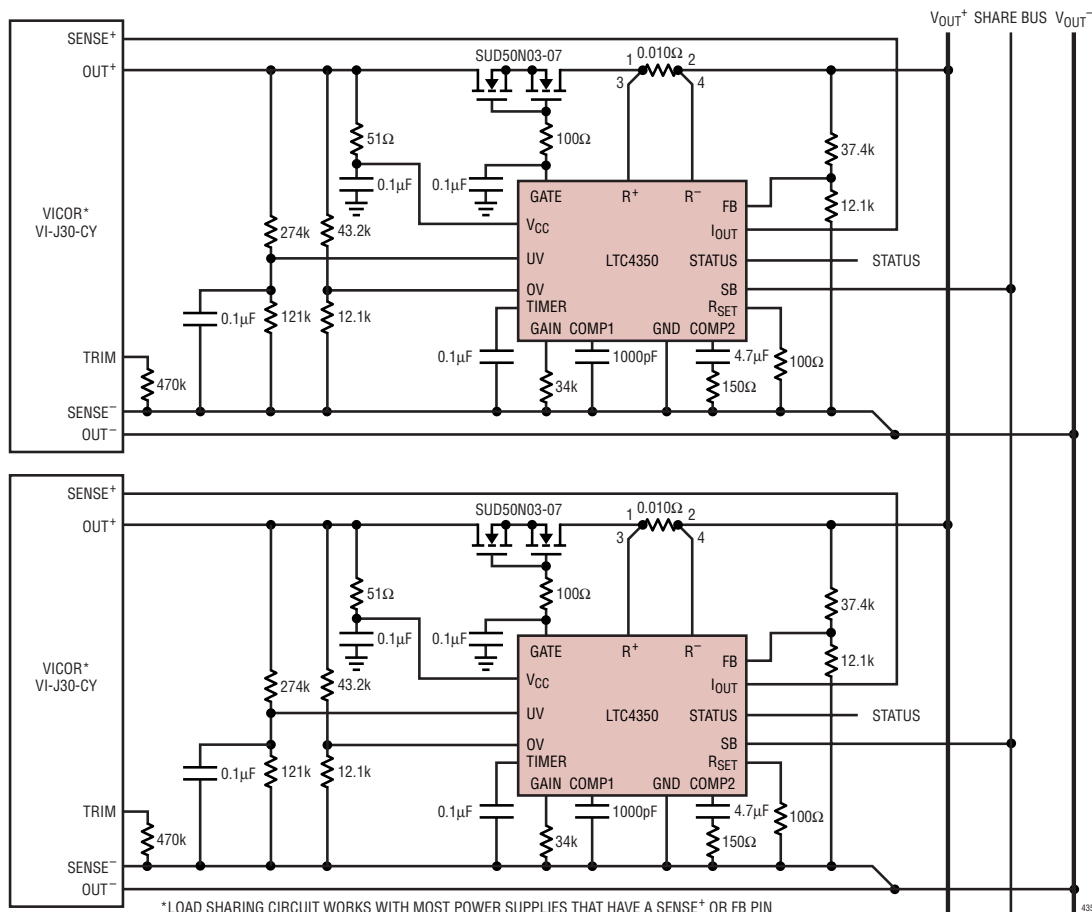 VOUT+ SHARE BUS VOUT–
SENSE+
OUT+
SUD50N03-07
1 0.010Ω 2
3 4
51Ω
100Ω
37.4k
0.1µF
0.1µF
GATE R+ R–
FB
12.1k
VICOR*
VI-J30-CY
274k
43.2k
VCC
IOUT
UV
LTC4350
STATUS
STATUS
OV
SB
TIMER
RSET
0.1µF
121k
12.1k
GAIN COMP1 GND COMP2
0.1µF
1000pF
4.7µF
100Ω
TRIM
470k
34k
150Ω
SENSE–
OUT–
SENSE+
OUT+
SUD50N03-07
1 0.010Ω 2
3 4
51Ω
100Ω
37.4k
0.1µF
0.1µF
GATE R+ R–
FB
12.1k
VICOR*
VI-J30-CY
274k
43.2k
VCC
IOUT
UV
LTC4350
STATUS
STATUS
OV
SB
TIMER
RSET
0.1µF
121k
12.1k
GAIN COMP1 GND COMP2
0.1µF
1000pF
4.7µF
100Ω
TRIM
470k
34k
150Ω
SENSE–
OUT–
*LOAD SHARING CIRCUIT WORKS WITH MOST POWER SUPPLIES THAT HAVE A SENSE+ OR FB PIN